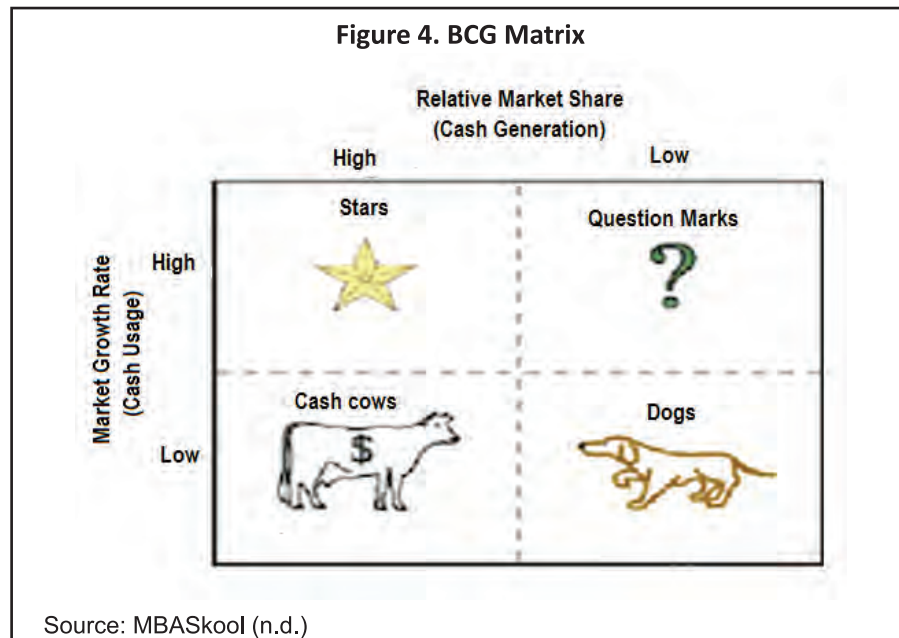 Figure 4. BCG Matrix
Relative Market Share
(Cash Generation)
High Low
Market Growth Rate
(Cash Usage)
High
Stars
Question Marks
?
Low
Cash cows
$
Dogs
Source: MBASkool (n.d.)